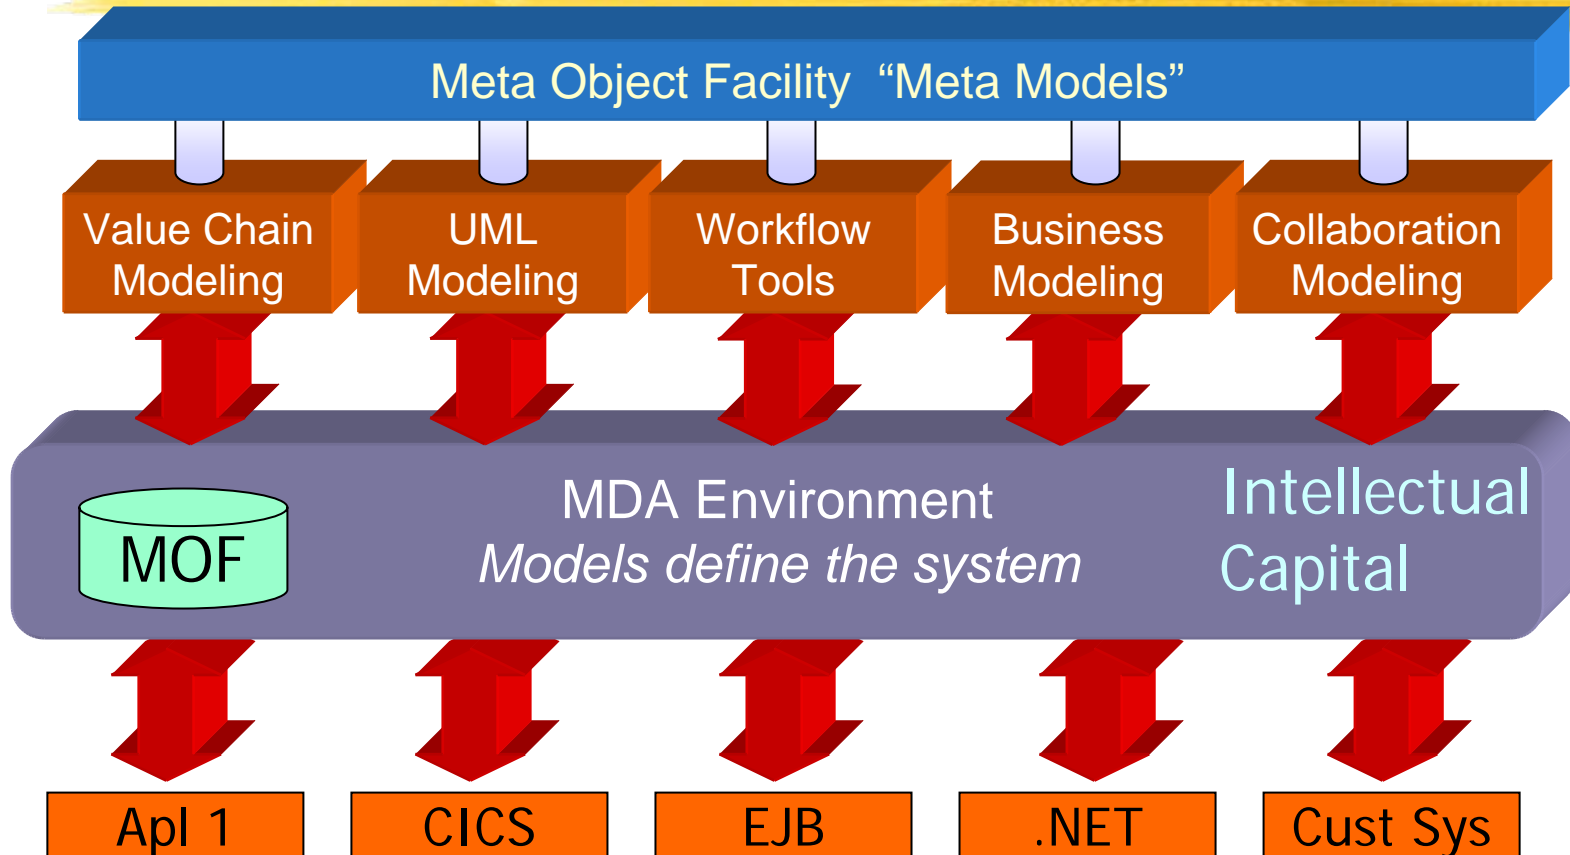 Meta Object Facility “Meta Models”
Value Chain
Modeling
UML
Modeling
Workflow
Tools
Business
Modeling
Collaboration
Modeling
MOF
MDA Environment
Models define the system
Intellectual
Capital
Apl 1
CICS
EJB
.NET
Cust Sys